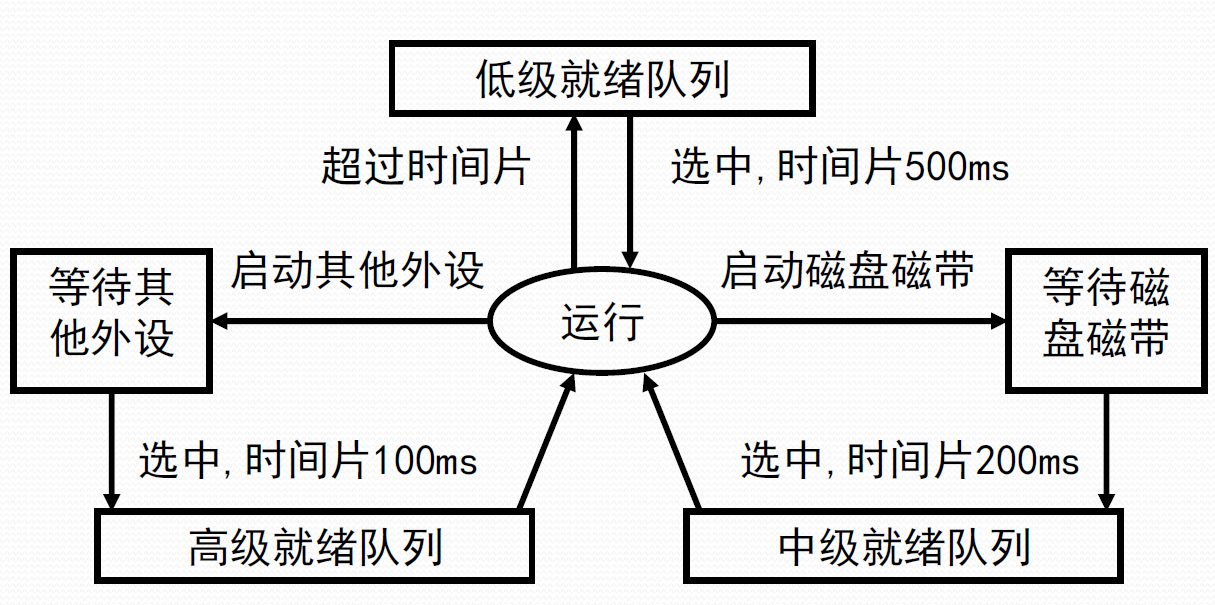 低级就绪队列
超过时间片
选中,时间片500ms
启动其他外设
启动磁盘磁带
等待其
他外设
运行
等待磁
盘磁带
选中,时间片100ms
选中,时间片200ms
高级就绪队列
中级就绪队列